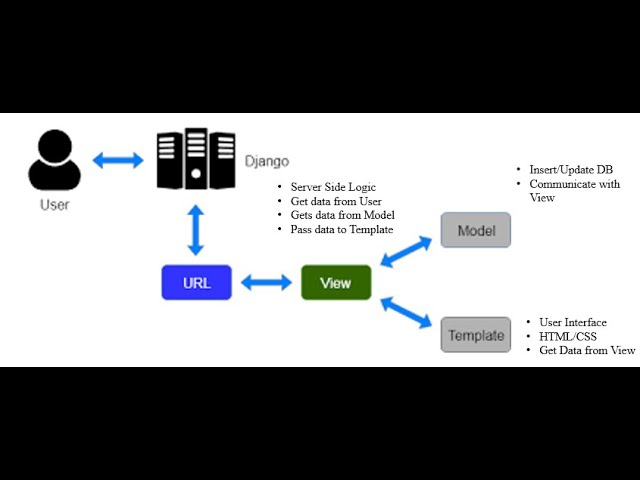 User
Django
• Server Side Logic
• Get data from User
• Gets data from Model
• Pass data to Template
URL
View
• Insert/Update DB
• Communicate with
View
Model
Template
• User Interface
• HTML/CSS
• Get Data from View